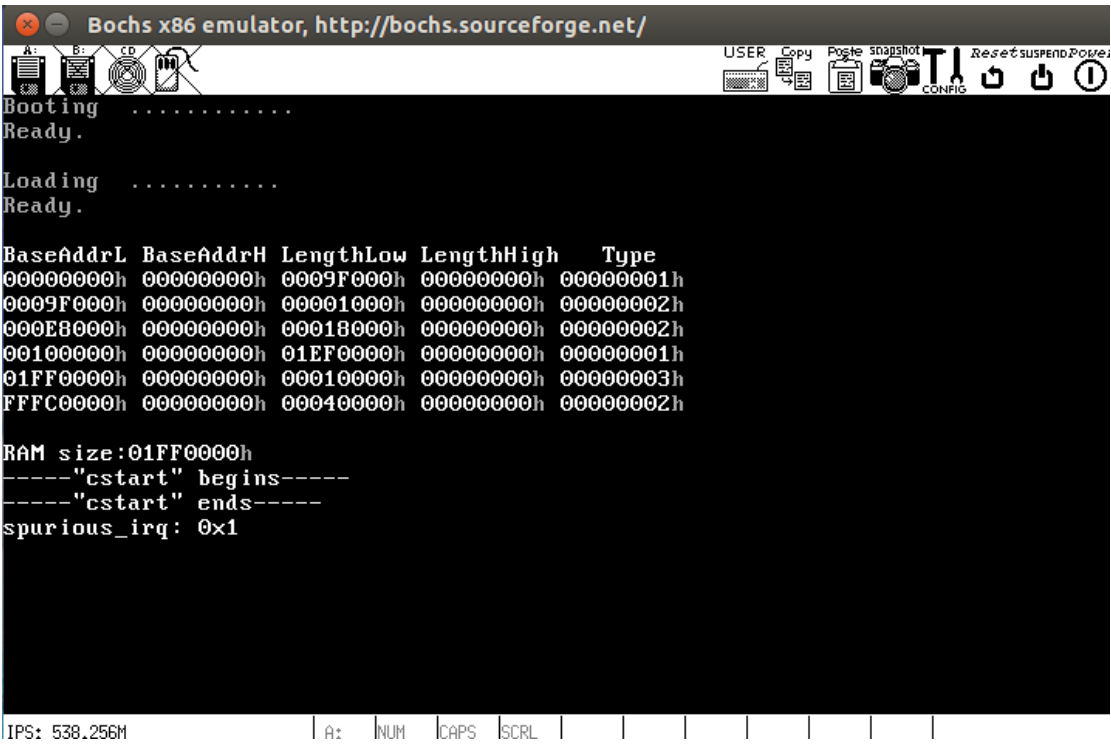 Bochs x86 emulator, http://bochs.sourceforge.net/
A: B: CD USER Copy Paste snapshot CONFIG Reset SUSPEND Power
Booting ............
Ready.
Loading ...........
Ready.
BaseAddrL BaseAddrH LengthLow LengthHigh Type
00000000h 00000000h 0009F000h 00000000h 00000001h
0009F000h 00000000h 00001000h 00000000h 00000002h
000E8000h 00000000h 00018000h 00000000h 00000002h
00100000h 00000000h 01EF0000h 00000000h 00000001h
01FF0000h 00000000h 00010000h 00000000h 00000003h
FFFC0000h 00000000h 00040000h 00000000h 00000002h
RAM size:01FF0000h
-----"cstart" begins-----
-----"cstart" ends-----
spurious_irq: 0x1
IPS: 538.256M A: NUM CAPS SCRL